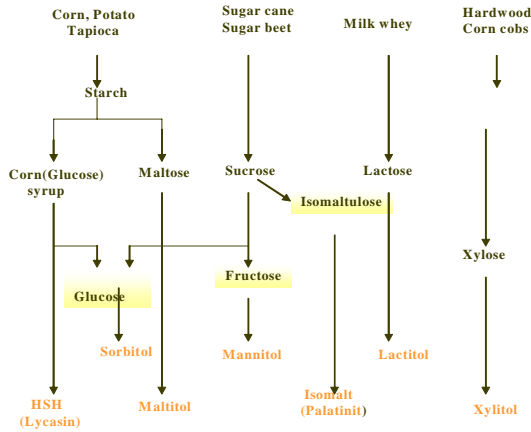 Corn, Potato
Tapioca
Sugar cane
Sugar beet
Milk whey
Hardwood
Corn cobs
Starch
Corn(Glucose)
syrup
Maltose
Sucrose
Lactose
Isomaltulose
Xylose
Glucose
Fructose
Sorbitol
Mannitol
Lactitol
HSH
(Lycasin)
Maltitol
Isomalt
(Palatinit)
Xylitol